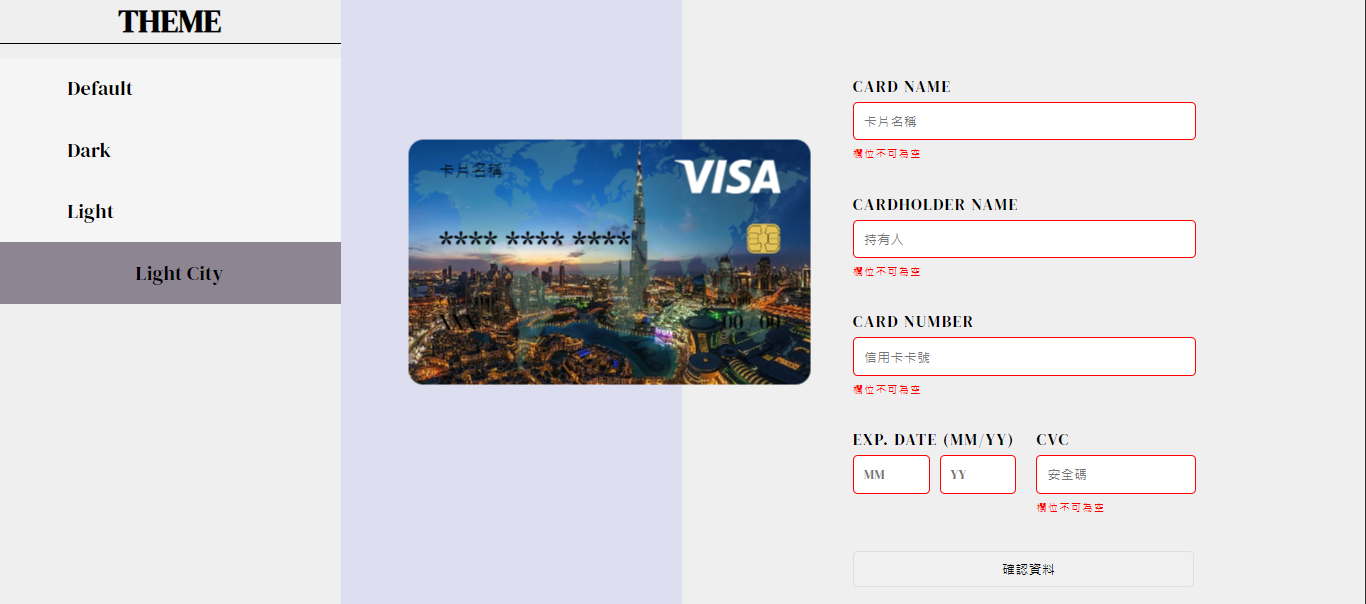 THEME
Default
Dark
Light
Light City
卡片名稱
VISA
**** **** ****
00 / 00
CARD NAME
卡片名稱
欄位不可為空
CARDHOLDER NAME
持有人
欄位不可為空
CARD NUMBER
信用卡卡號
欄位不可為空
EXP. DATE (MM/YY) CVC
MM YY 安全碼
欄位不可為空
確認資料